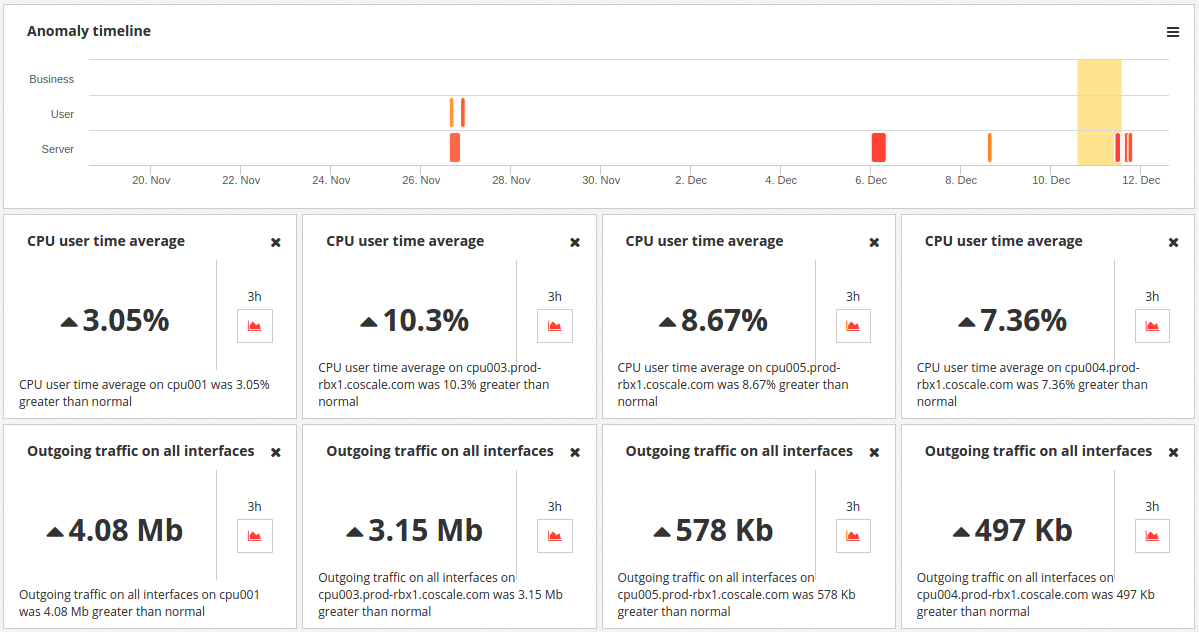 Anomaly timeline
Business
User
Server
20. Nov 22. Nov 24. Nov 26. Nov 28. Nov 30. Nov 2. Dec 4. Dec 6. Dec 8. Dec 10. Dec 12. Dec
CPU user time average
3h
3.05%
CPU user time average on cpu001 was 3.05%
greater than normal
CPU user time average
3h
10.3%
CPU user time average on cpu003.prod-
rbx1.coscale.com was 10.3% greater than
normal
CPU user time average
3h
8.67%
CPU user time average on cpu005.prod-
rbx1.coscale.com was 8.67% greater than
normal
CPU user time average
3h
7.36%
CPU user time average on cpu004.prod-
rbx1.coscale.com was 7.36% greater than
normal
Outgoing traffic on all interfaces
3h
4.08 Mb
Outgoing traffic on all interfaces on cpu001
was 4.08 Mb greater than normal
Outgoing traffic on all interfaces
3h
3.15 Mb
Outgoing traffic on all interfaces on
cpu003.prod-rbx1.coscale.com was 3.15 Mb
greater than normal
Outgoing traffic on all interfaces
3h
578 Kb
Outgoing traffic on all interfaces on
cpu005.prod-rbx1.coscale.com was 578 Kb
greater than normal
Outgoing traffic on all interfaces
3h
497 Kb
Outgoing traffic on all interfaces on
cpu004.prod-rbx1.coscale.com was 497 Kb
greater than normal